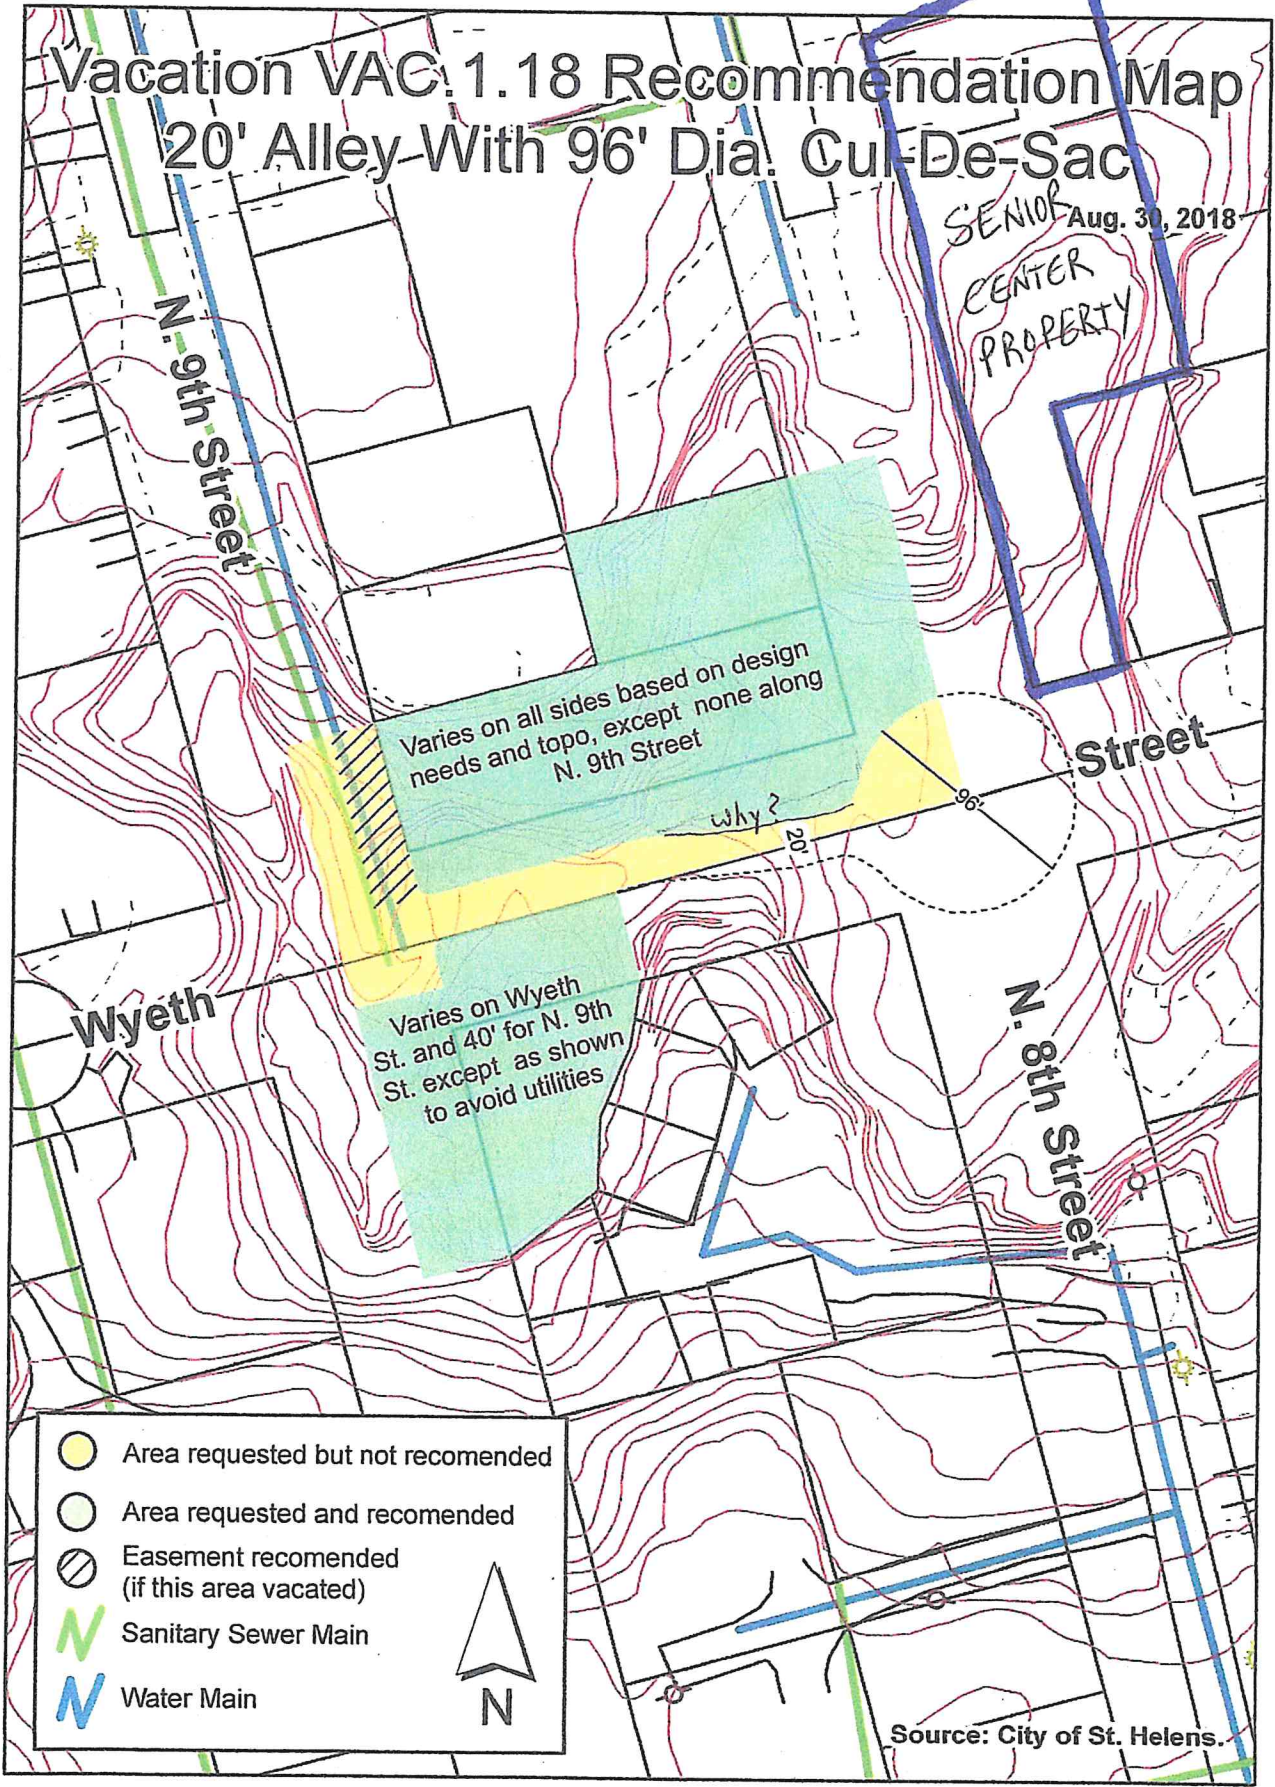 Vacation VAC.1.18 Recommendation Map
20' Alley With 96' Dia. Cul-De-Sac
Aug. 30, 2018
SENIOR
CENTER
PROPERTY
N. 9th Street
Varies on all sides based on design
needs and topo, except none along
N. 9th Street
why?
20'
96'
Street
Wyeth
Varies on Wyeth
St. and 40' for N. 9th
St. except as shown
to avoid utilities
N. 8th Street
Area requested but not recomended
Area requested and recomended
Easement recomended
(if this area vacated)
Sanitary Sewer Main
Water Main
N
Source: City of St. Helens.